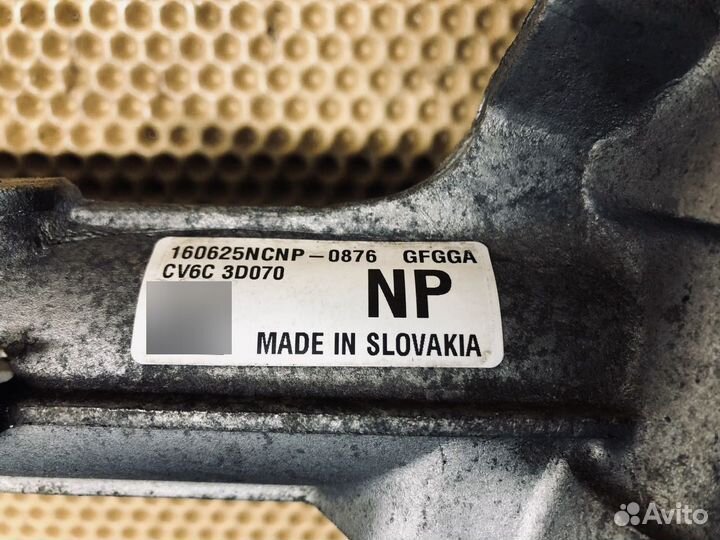 160625NCNP-0876 GFGGA
CV6C 3D070
NP
MADE IN SLOVAKIA
Avito